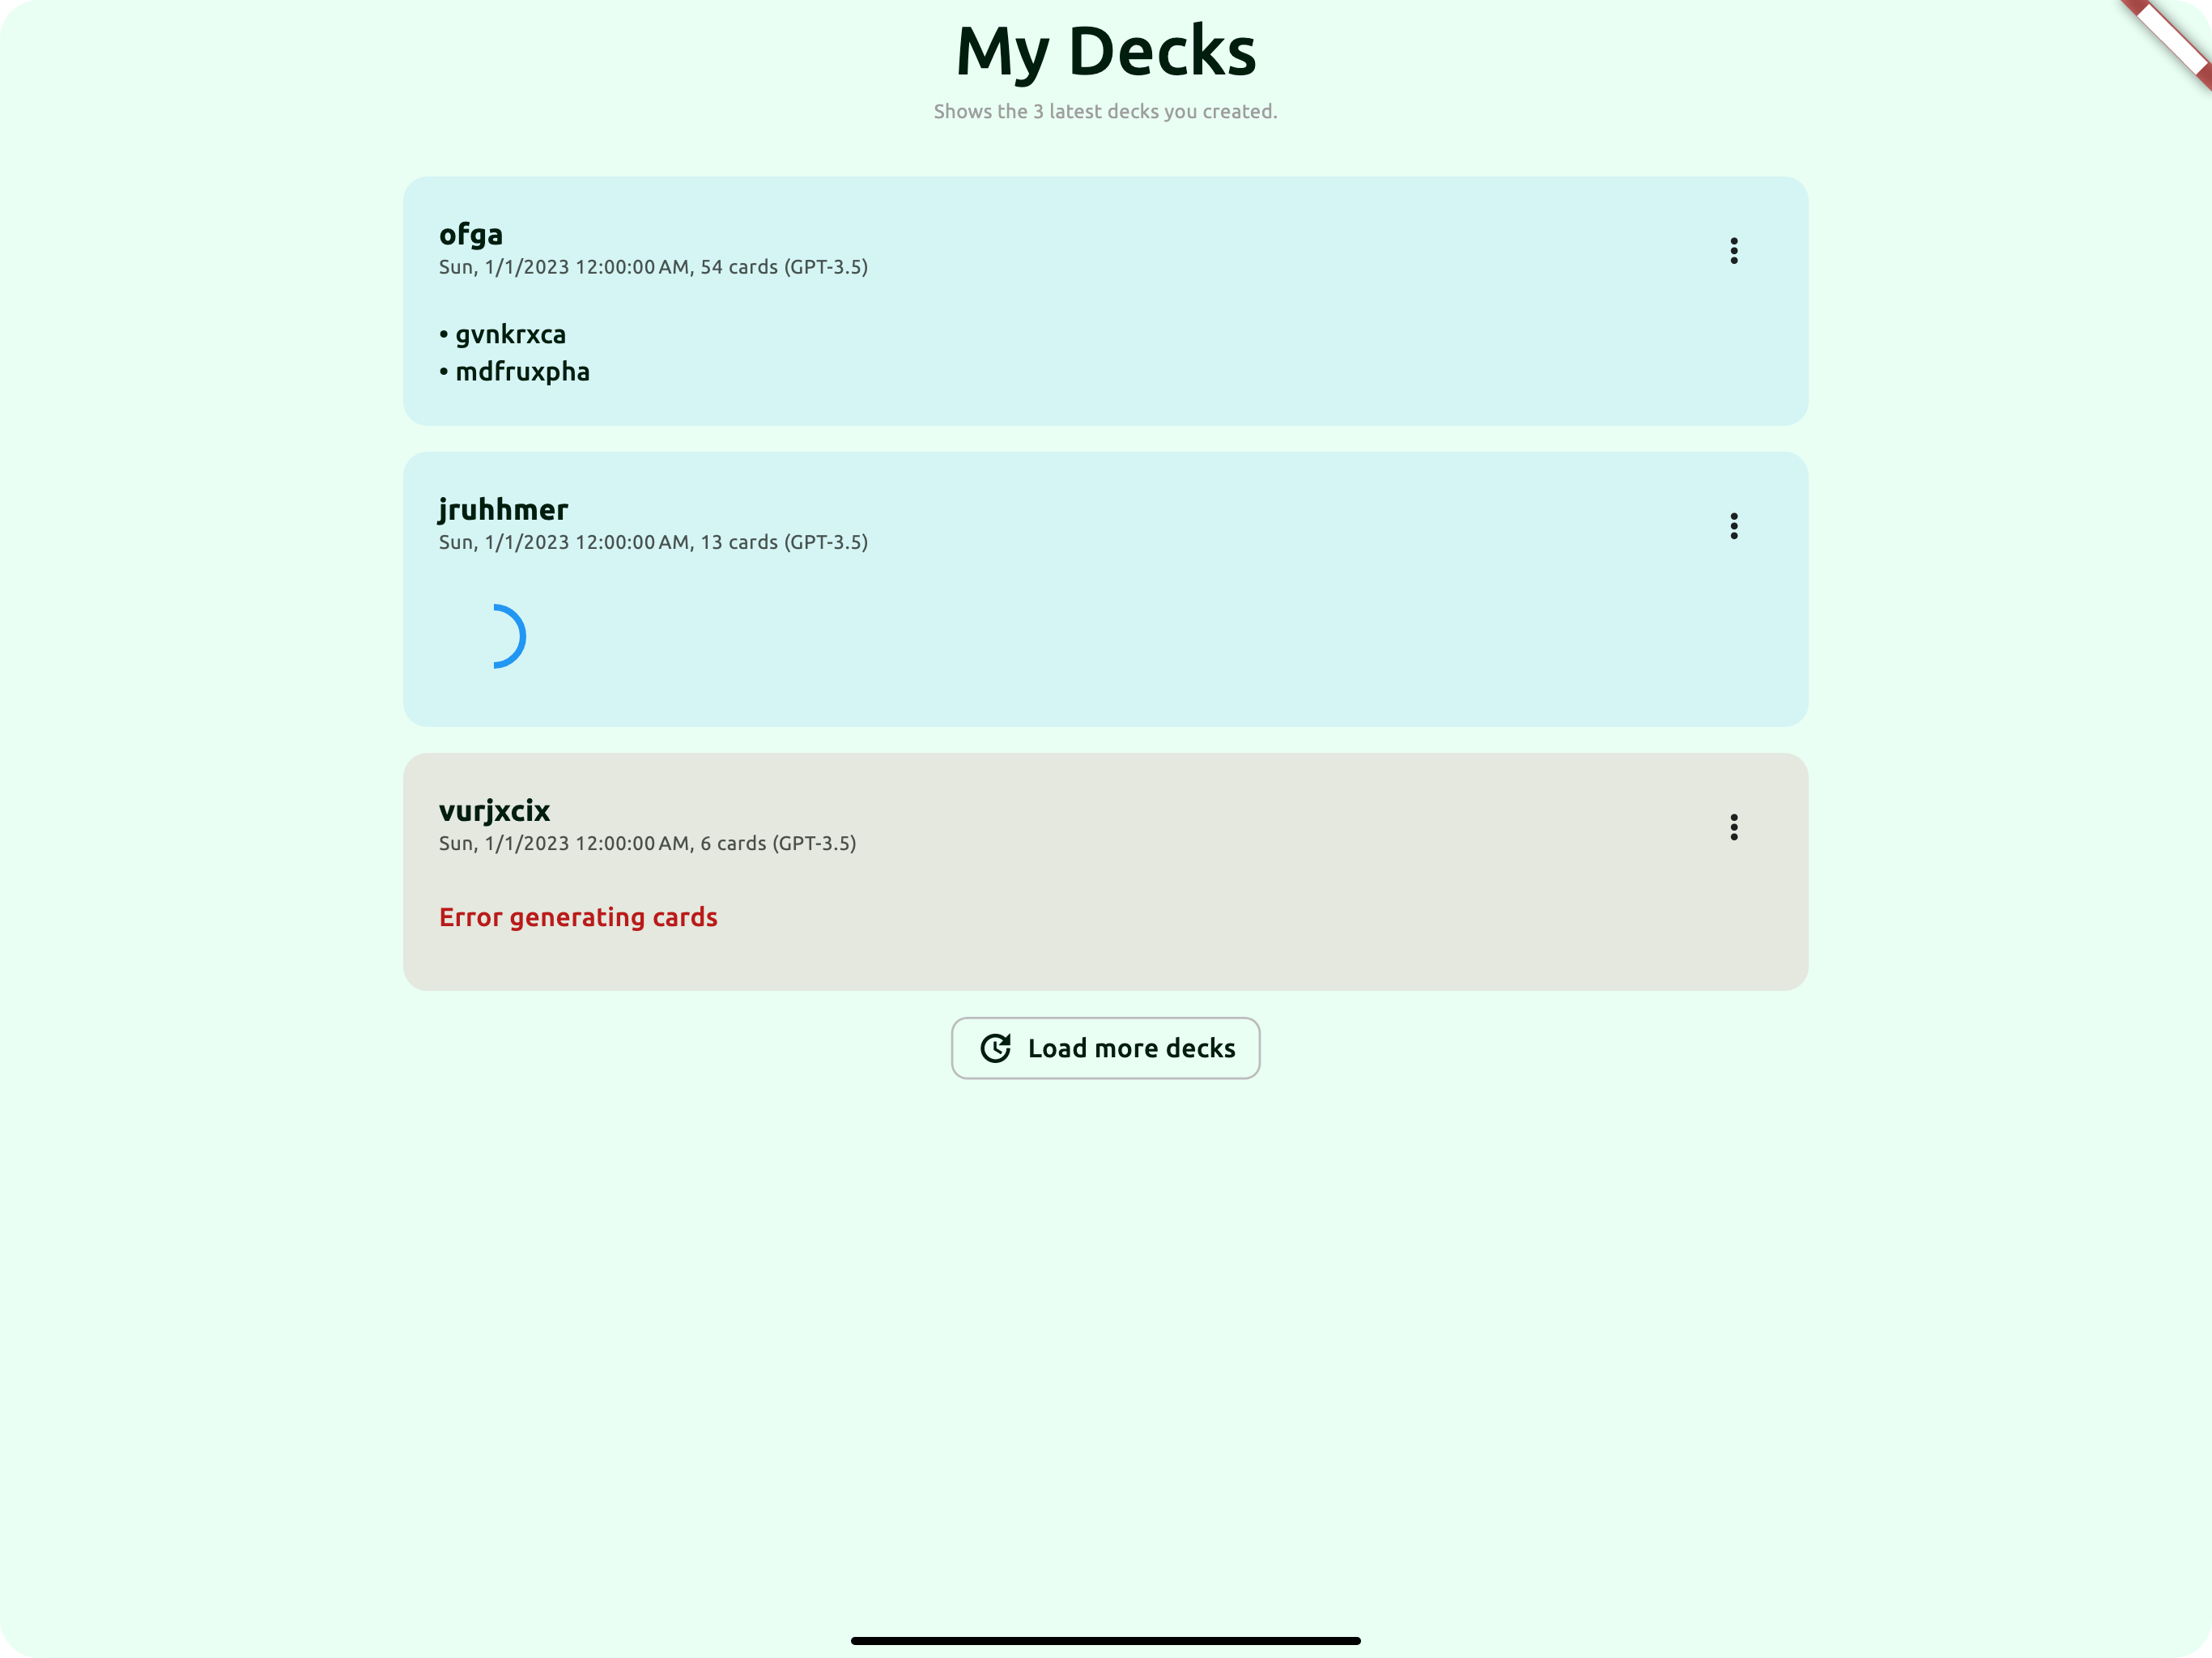 My Decks
Shows the 3 latest decks you created.
ofga
Sun, 1/1/2023 12:00:00 AM, 54 cards (GPT-3.5)
• gvnkrxca
• mdfruxpha
jruhhmer
Sun, 1/1/2023 12:00:00 AM, 13 cards (GPT-3.5)
vurjxcix
Sun, 1/1/2023 12:00:00 AM, 6 cards (GPT-3.5)
Error generating cards
Load more decks